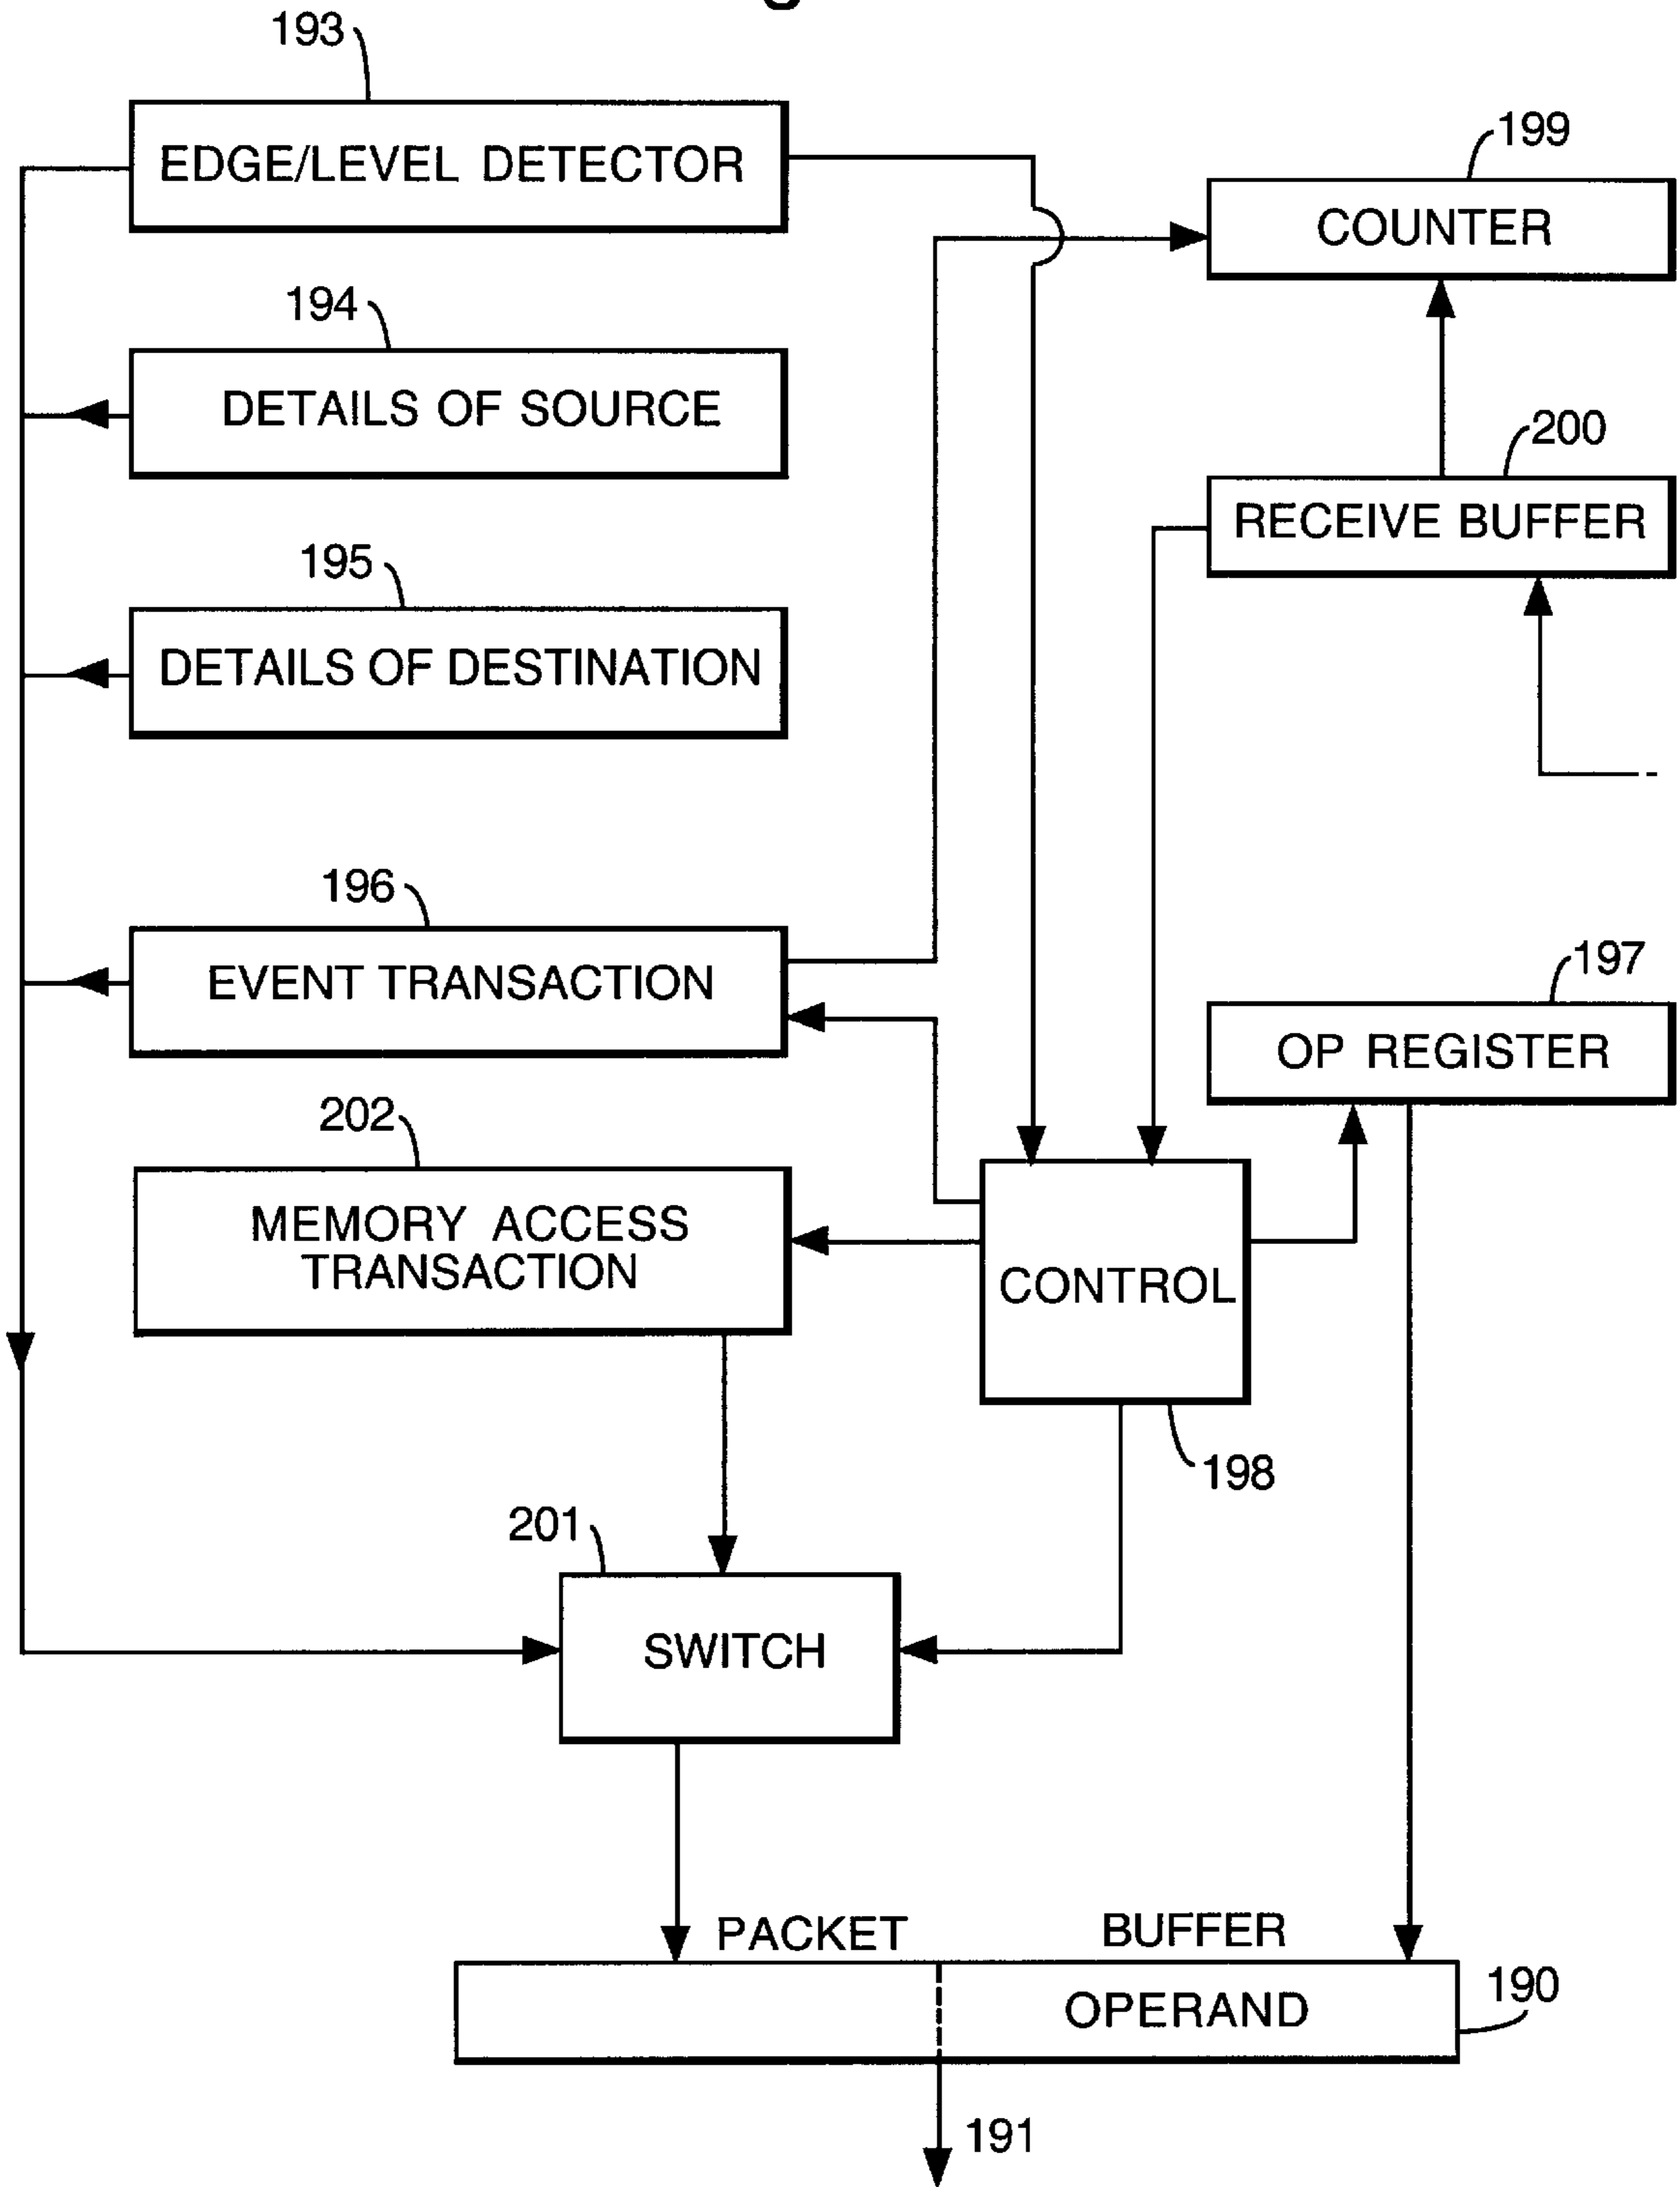 193
EDGE/LEVEL DETECTOR
199
COUNTER
194
DETAILS OF SOURCE
200
RECEIVE BUFFER
195
DETAILS OF DESTINATION
196
EVENT TRANSACTION
197
OP REGISTER
202
MEMORY ACCESS
TRANSACTION
CONTROL
198
201
SWITCH
PACKET BUFFER
OPERAND
190
191